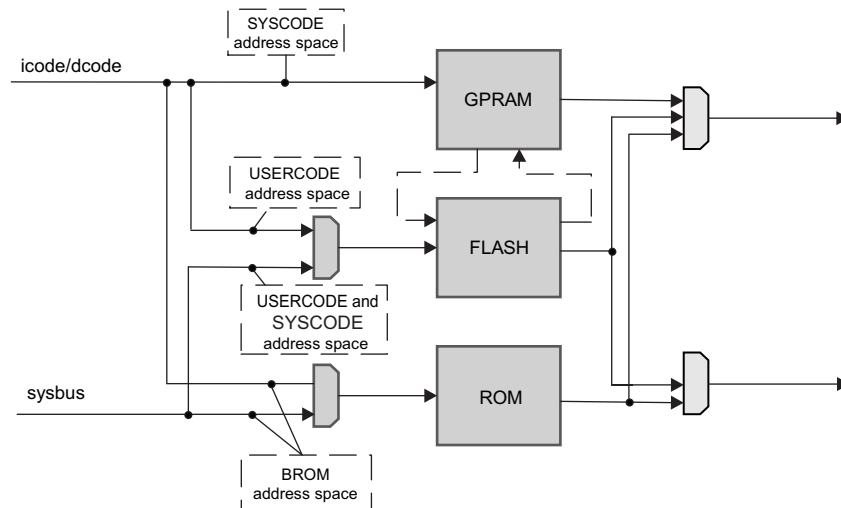 SYSCODE
address space
icode/dcode
GPRAM
USERCODE
address space
FLASH
USERCODE and
SYSCODE
address space
sysbus
ROM
BROM
address space